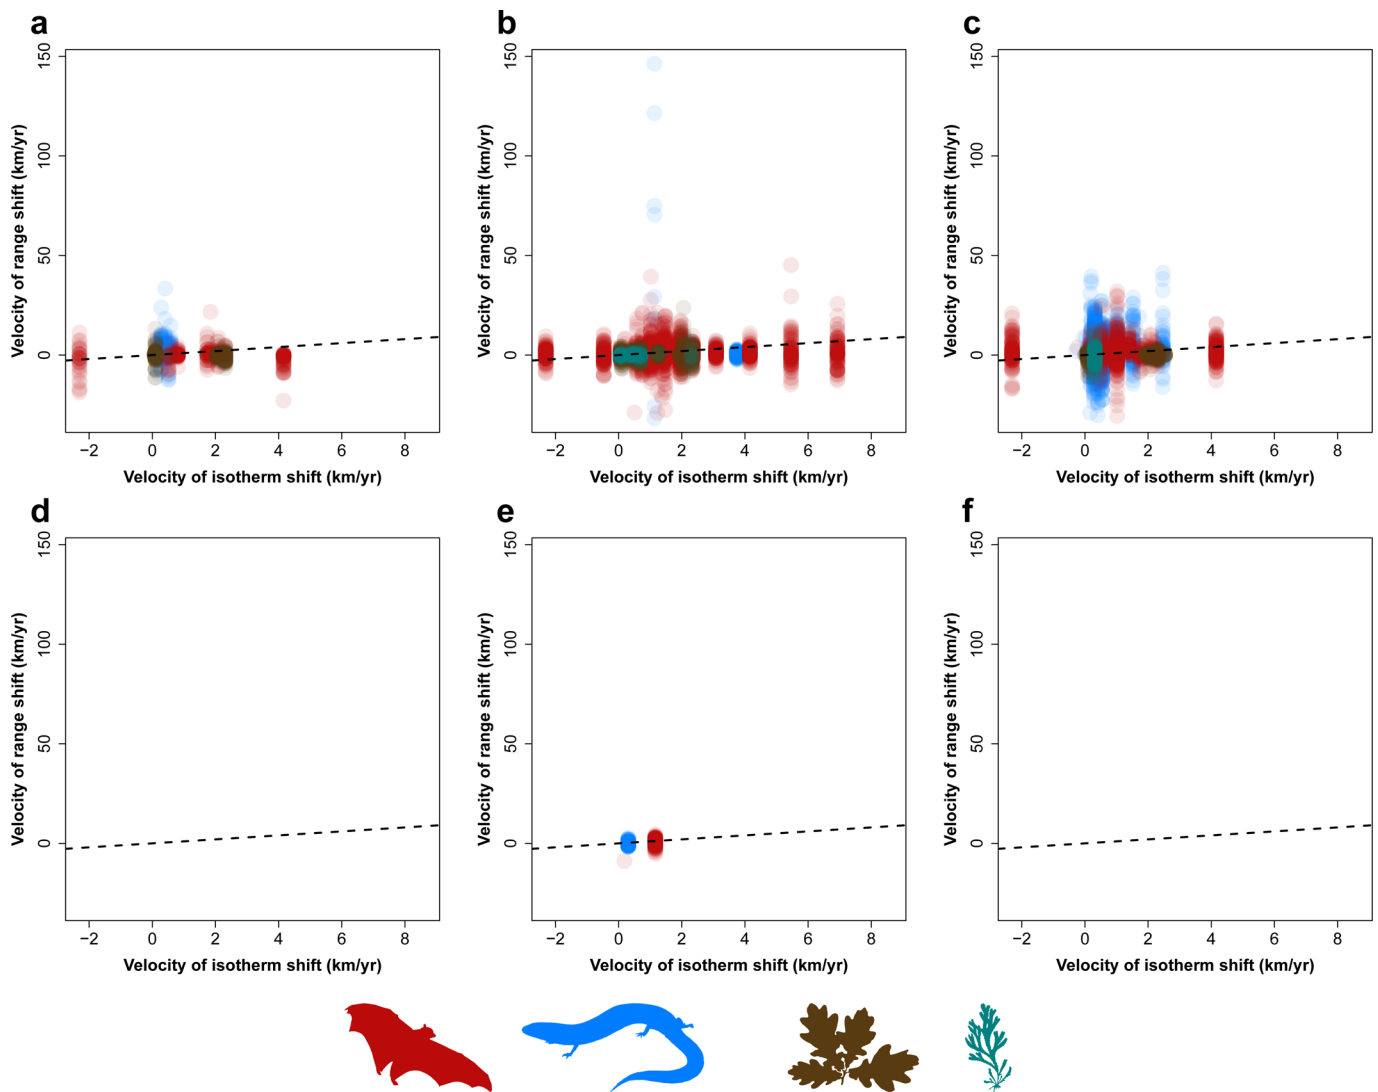 a b c
150 150 150
100 100 100
50 50 50
0 0 0
Velocity of range shift (km/yr) Velocity of range shift (km/yr) Velocity of range shift (km/yr)
−2 0 2 4 6 8 −2 0 2 4 6 8 −2 0 2 4 6 8
Velocity of isotherm shift (km/yr) Velocity of isotherm shift (km/yr) Velocity of isotherm shift (km/yr)
d e f
150 150 150
100 100 100
50 50 50
0 0 0
Velocity of range shift (km/yr) Velocity of range shift (km/yr) Velocity of range shift (km/yr)
−2 0 2 4 6 8 −2 0 2 4 6 8 −2 0 2 4 6 8
Velocity of isotherm shift (km/yr) Velocity of isotherm shift (km/yr) Velocity of isotherm shift (km/yr)